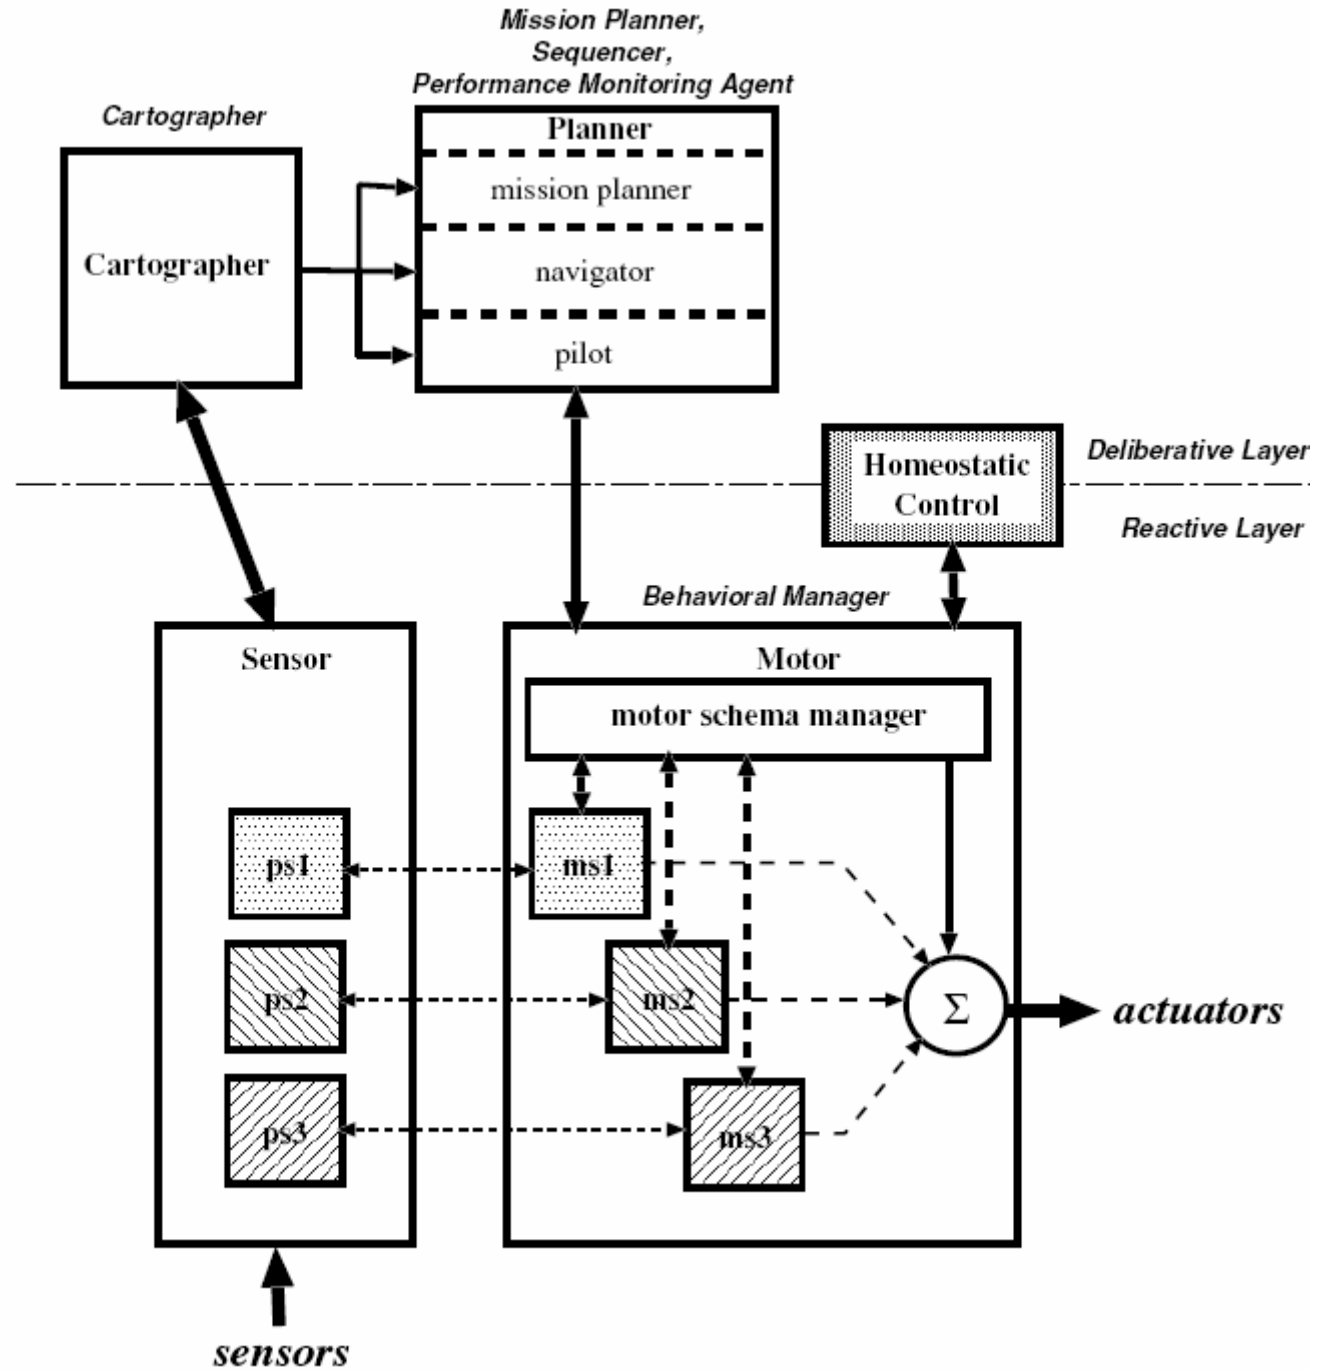 Mission Planner,
Sequencer,
Performance Monitoring Agent
Cartographer
Planner
mission planner
Cartographer
navigator
pilot
Homeostatic
Control
Deliberative Layer
Reactive Layer
Behavioral Manager
Sensor
Motor
motor schema manager
ps1
ms1
ps2
ms2
Σ
actuators
ps3
ms3
sensors